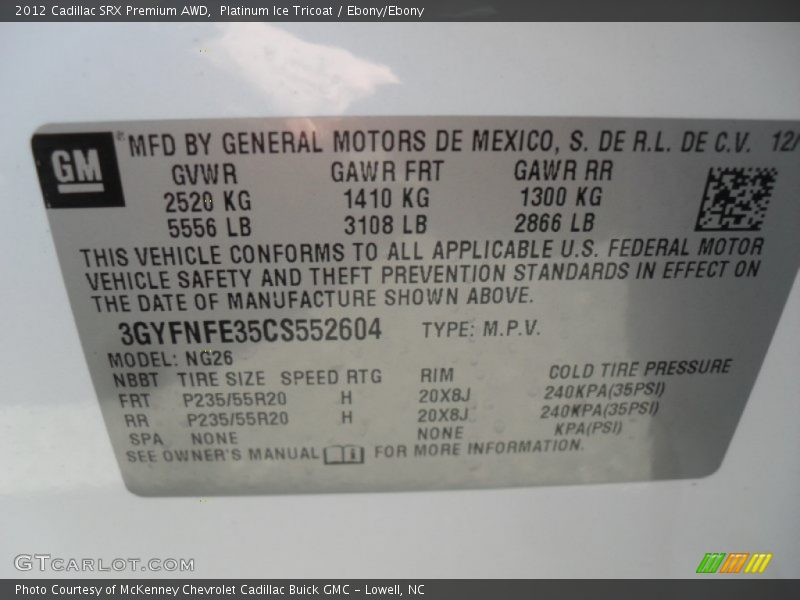 2012 Cadillac SRX Premium AWD,  Platinum Ice Tricoat / Ebony/Ebony
GM ® MFD BY GENERAL MOTORS DE MEXICO, S. DE R.L. DE C.V. 12/
GVWR GAWR FRT GAWR RR
2520 KG 1410 KG 1300 KG
5556 LB 3108 LB 2866 LB
THIS VEHICLE CONFORMS TO ALL APPLICABLE U.S. FEDERAL MOTOR
VEHICLE SAFETY AND THEFT PREVENTION STANDARDS IN EFFECT ON
THE DATE OF MANUFACTURE SHOWN ABOVE.
3GYFNFE35CS552604 TYPE: M.P.V.
MODEL: NG26
NBBT TIRE SIZE SPEED RTG RIM COLD TIRE PRESSURE
FRT P235/55R20 H 20X8J 240KPA(35PSI)
RR P235/55R20 H 20X8J 240KPA(35PSI)
SPA NONE NONE KPA(PSI)
SEE OWNER'S MANUAL FOR MORE INFORMATION.
GTCARLOT.COM
Photo Courtesy of McKenney Chevrolet Cadillac Buick GMC - Lowell, NC